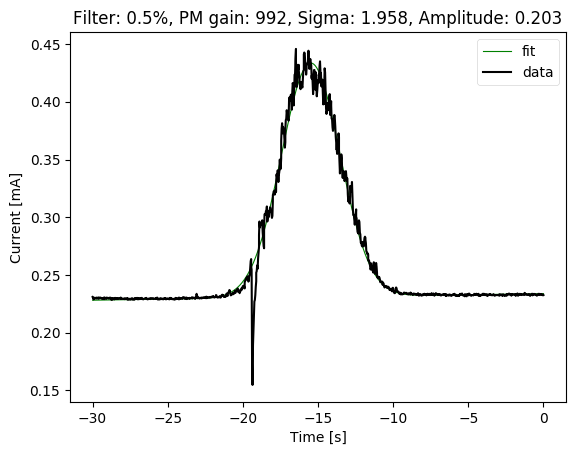 Filter: 0.5%, PM gain: 992, Sigma: 1.958, Amplitude: 0.203
fit
data
Current [mA]
0.45
0.40
0.35
0.30
0.25
0.20
0.15
−30
−25
−20
−15
−10
−5
0
Time [s]